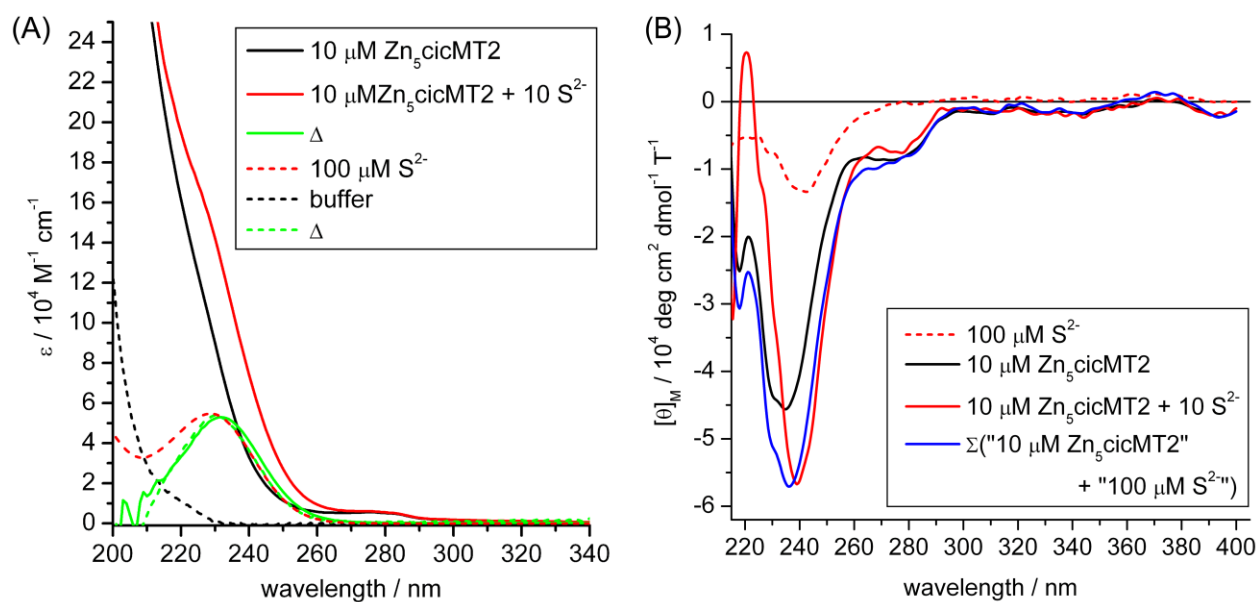 (A)
ε / 10⁴ M⁻¹ cm⁻¹
24
22
20
18
16
14
12
10
8
6
4
2
0
200 220 240 260 280 300 320 340
wavelength / nm
10 μM Zn₅cicMT2
10 μMZn₅cicMT2 + 10 S²⁻
Δ
100 μM S²⁻
buffer
Δ
(B)
[θ]M / 10⁴ deg cm² dmol⁻¹ T⁻¹
1
0
-1
-2
-3
-4
-5
-6
220 240 260 280 300 320 340 360 380 400
wavelength / nm
100 μM S²⁻
10 μM Zn₅cicMT2
10 μM Zn₅cicMT2 + 10 S²⁻
Σ("10 μM Zn₅cicMT2"
+ "100 μM S²⁻")